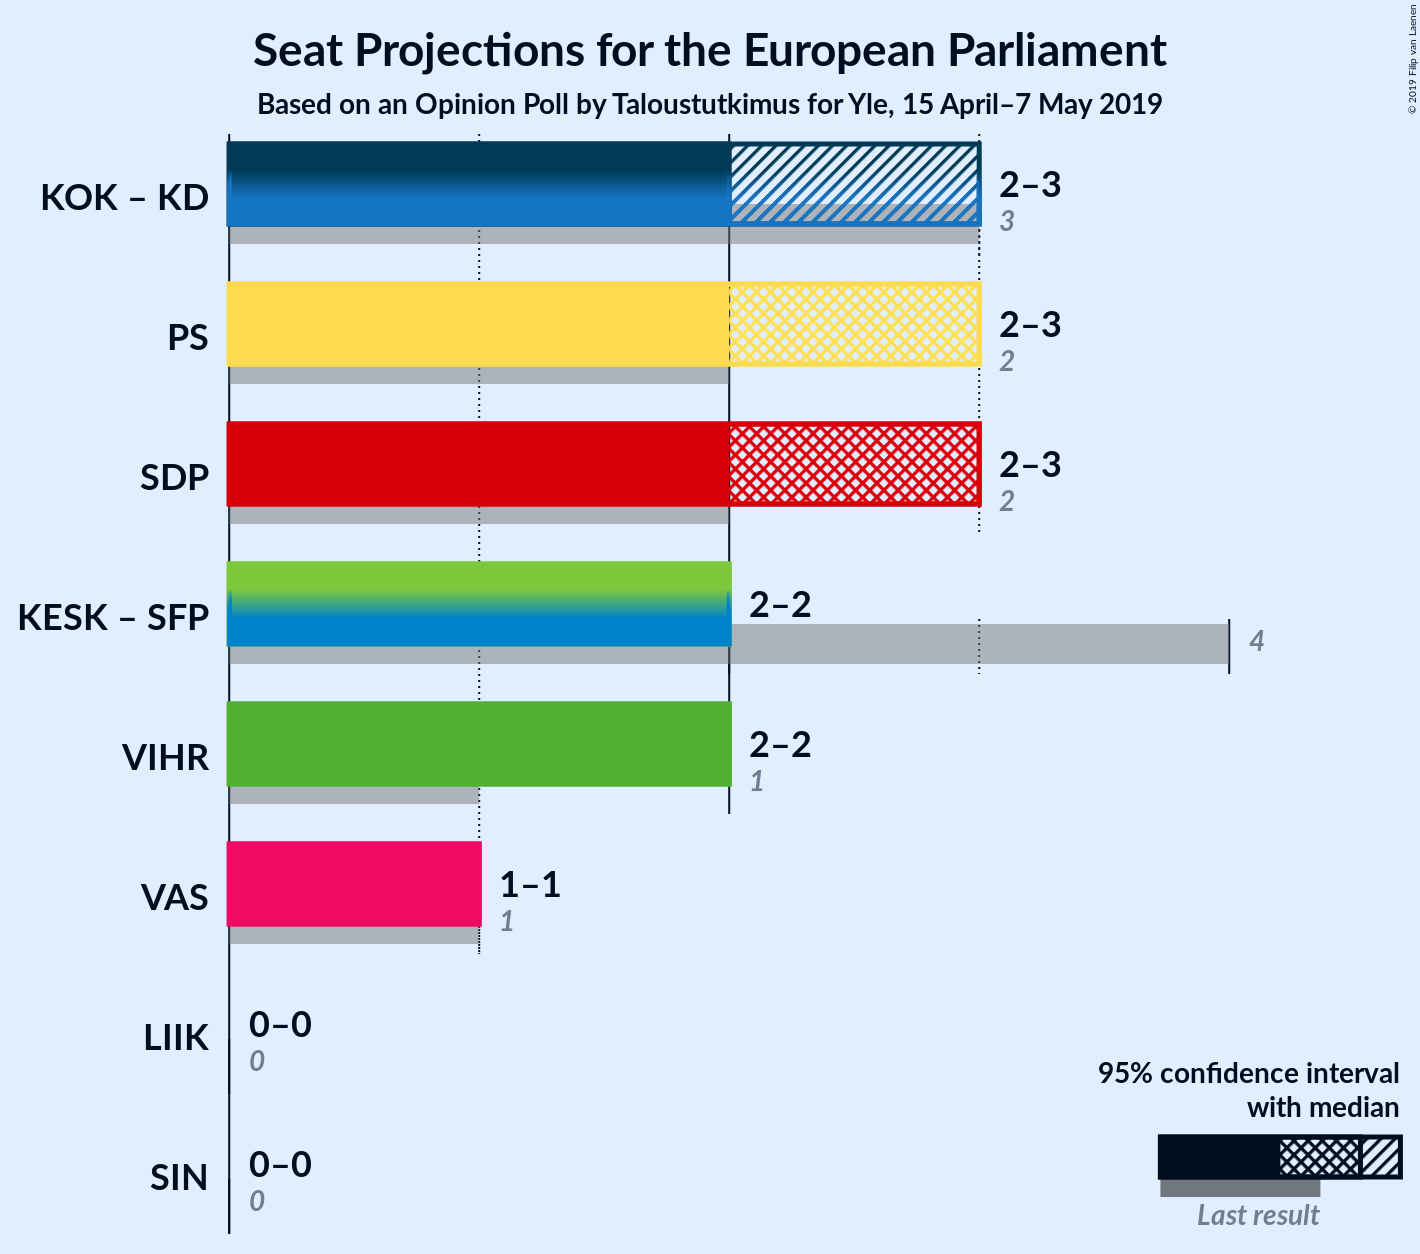 Seat Projections for the European Parliament
Based on an Opinion Poll by Taloustutkimus for Yle, 15 April–7 May 2019
© 2019 Filip van Laenen
KOK – KD
2–3
3
PS
2–3
2
SDP
2–3
2
KESK – SFP
2–2
4
VIHR
2–2
1
VAS
1–1
1
LIIK
0–0
0
SIN
0–0
0
95% confidence interval
with median
Last result